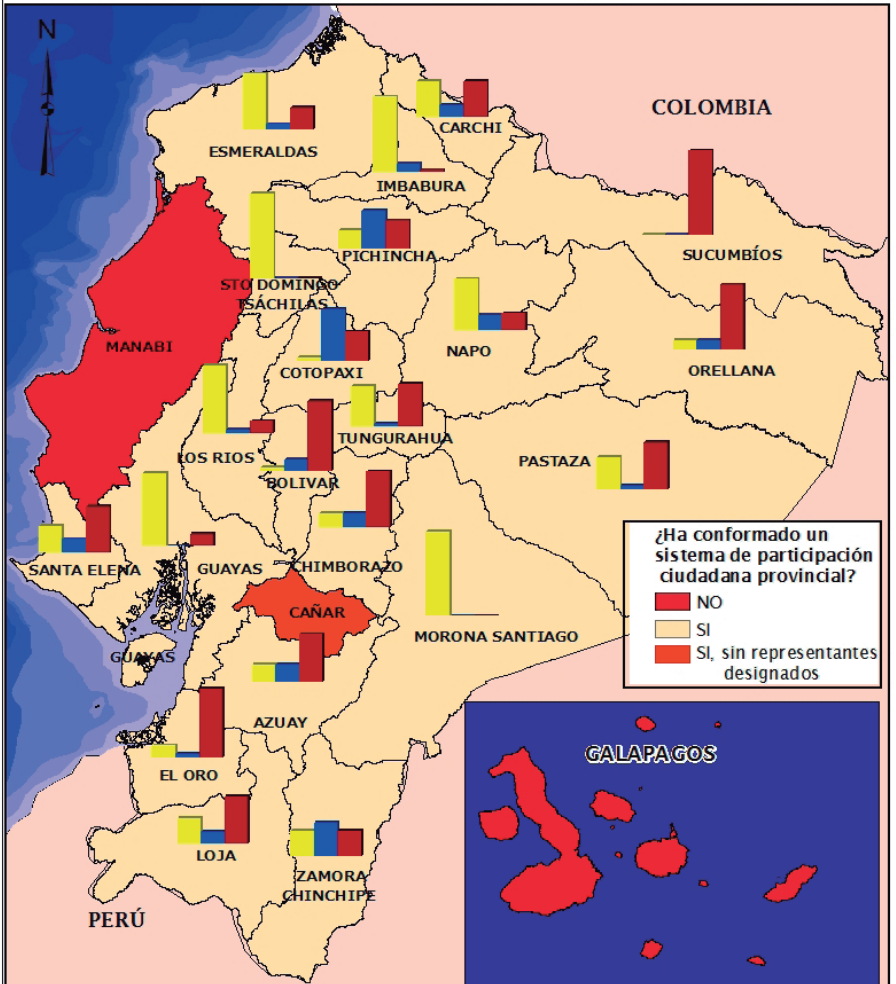 N
COLOMBIA
CARCHI
ESMERALDAS
IMBABURA
SUCUMBÍOS
PICHINCHA
STO DOMINGO
TSÁCHILAS
NAPO
MANABI
COTOPAXI
ORELLANA
TUNGURAHUA
LOS RIOS
PASTAZA
BOLIVAR
SANTA ELENA
GUAYAS
CHIMBORAZO
CAÑAR
MORONA SANTIAGO
GUAYAS
AZUAY
EL ORO
LOJA
ZAMORA
CHINCHIPE
PERÚ
¿Ha conformado un
sistema de participación
ciudadana provincial?
NO
SI
SI, sin representantes
designados
GALAPAGOS